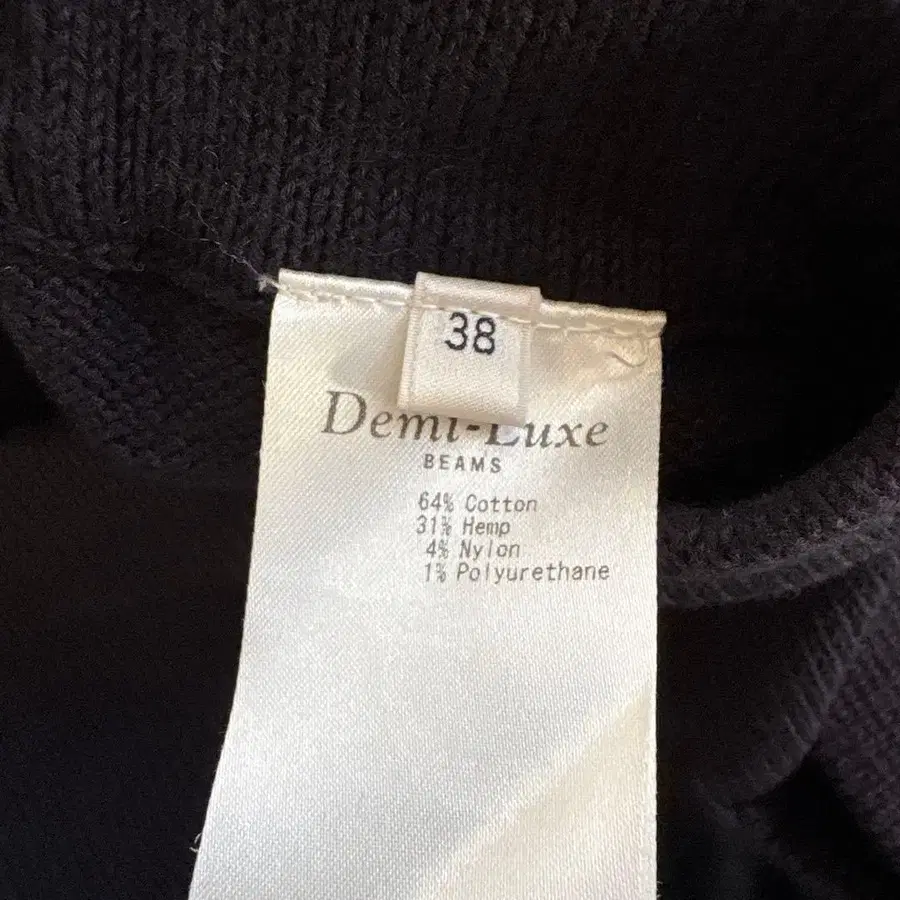 38
Demi-Luxe
BEAMS
64% Cotton
31% Hemp
4% Nylon
1% Polyurethane